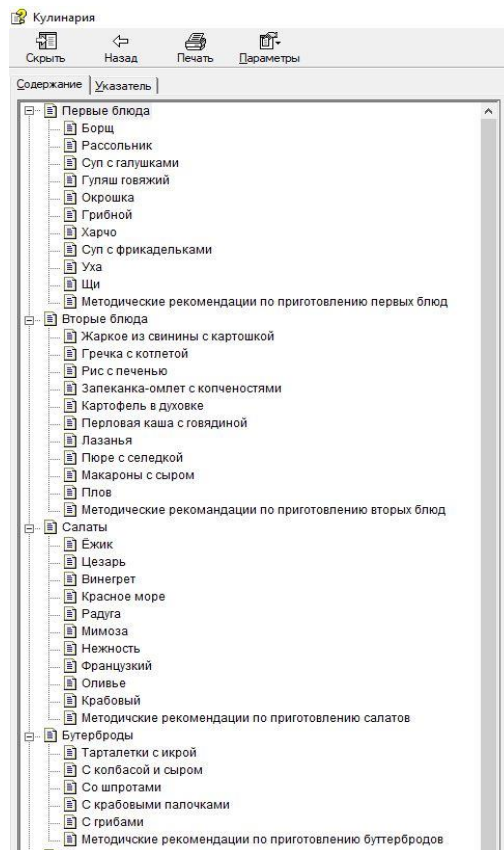 Кулинария
Скрыть Назад Печать Параметры
Содержание Указатель
Первые блюда
Борщ
Рассольник
Суп с галушками
Гуляш говяжий
Окрошка
Грибной
Харчо
Суп с фрикадельками
Уха
Щи
Методические рекомендации по приготовлению первых блюд
Вторые блюда
Жаркое из свинины с картошкой
Гречка с котлетой
Рис с печенью
Запеканка-омлет с копченостями
Картофель в духовке
Перловая каша с говядиной
Лазанья
Пюре с селедкой
Макароны с сыром
Плов
Методические рекомандации по приготовлению вторых блюд
Салаты
Ёжик
Цезарь
Винегрет
Красное море
Радуга
Мимоза
Нежность
Французкий
Оливье
Крабовый
Методичские рекомендации по приготовлению салатов
Бутерброды
Тарталетки с икрой
С колбасой и сыром
Со шпротами
С крабовыми палочками
С грибами
Методичские рекомендации по приготовлению буттербродов